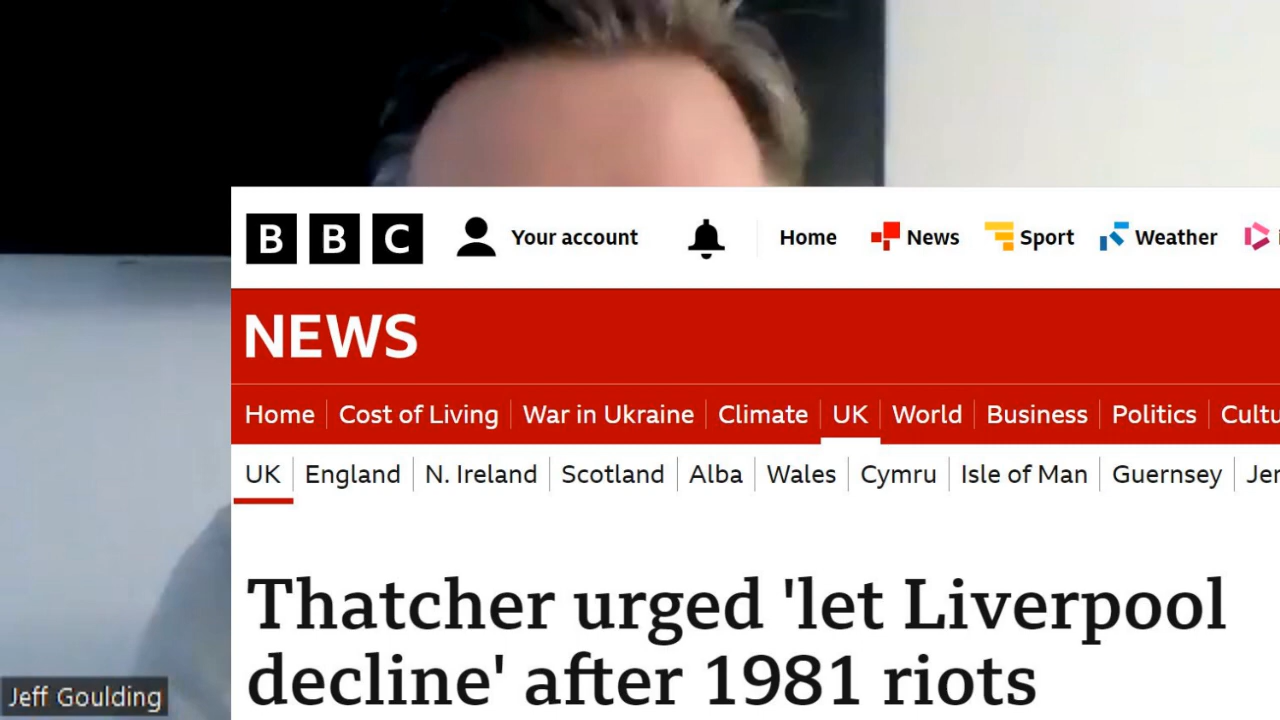 BBC Your account Home News Sport Weather
NEWS
Home Cost of Living War in Ukraine Climate UK World Business Politics
UK England N. Ireland Scotland Alba Wales Cymru Isle of Man Guernsey
Thatcher urged 'let Liverpool
decline' after 1981 riots
Jeff Goulding